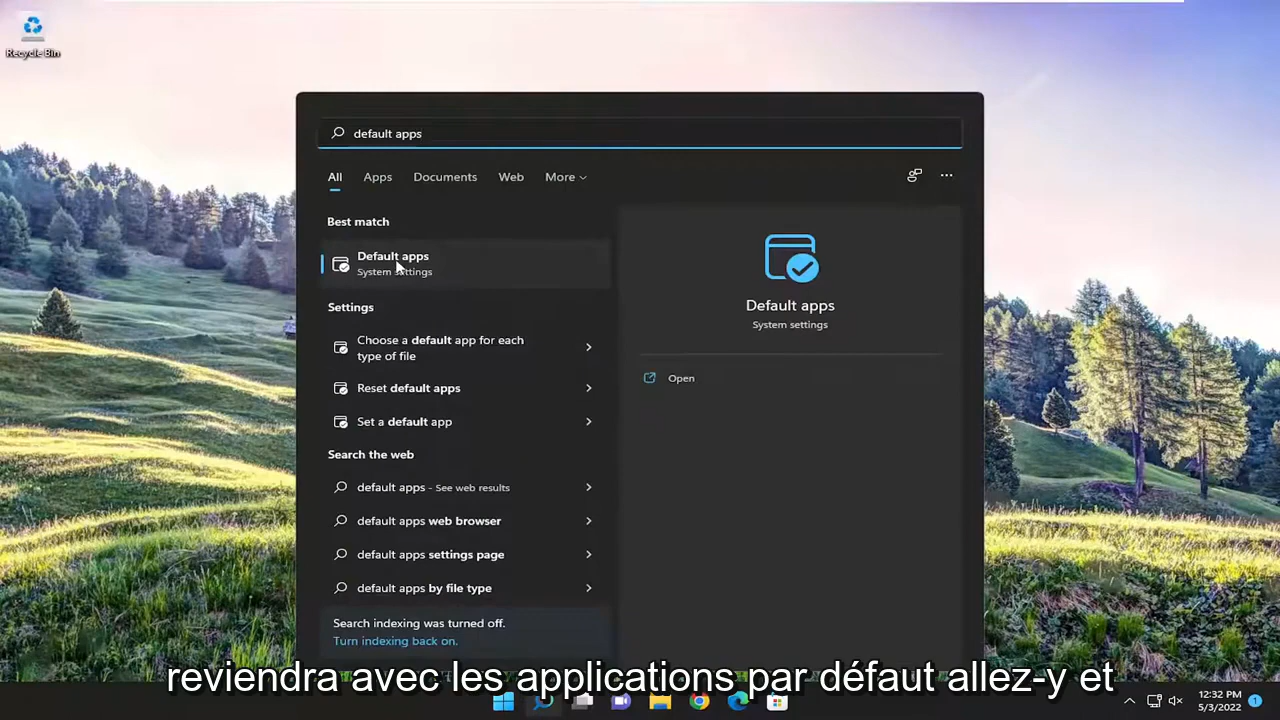 Recycle Bin
default apps
All
Apps
Documents
Web
More
Best match
Default apps
System settings
Settings
Choose a default app for each
type of file
Reset default apps
Set a default app
Search the web
default apps - See web results
default apps web browser
default apps settings page
default apps by file type
Search indexing was turned off.
Turn indexing back on.
Default apps
System settings
Open
reviendra avec les applications par défaut allez-y et
12:32 PM
5/3/2022
1